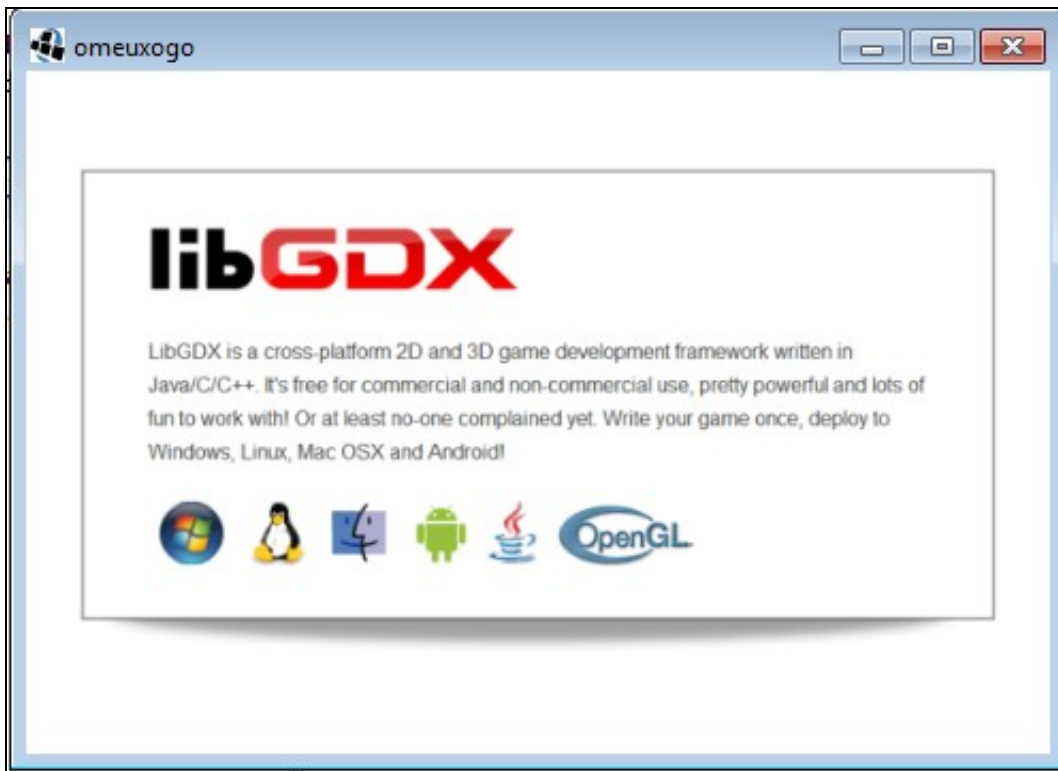 omeuxogo
libGDX
LibGDX is a cross-platform 2D and 3D game development framework written in
Java/C/C++. It's free for commercial and non-commercial use, pretty powerful and lots of
fun to work with! Or at least no-one complained yet. Write your game once, deploy to
Windows, Linux, Mac OSX and Android!
OpenGL